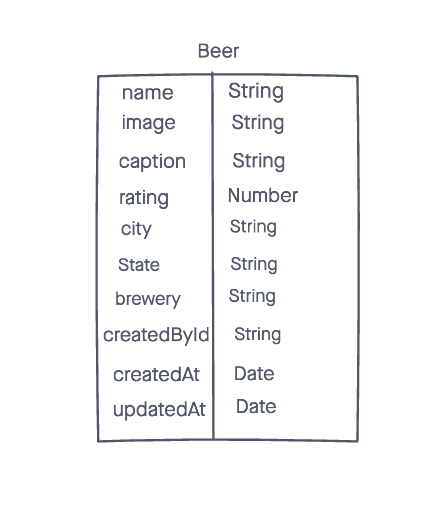 Beer
name String
image String
caption String
rating Number
city String
State String
brewery String
createdById String
createdAt Date
updatedAt Date